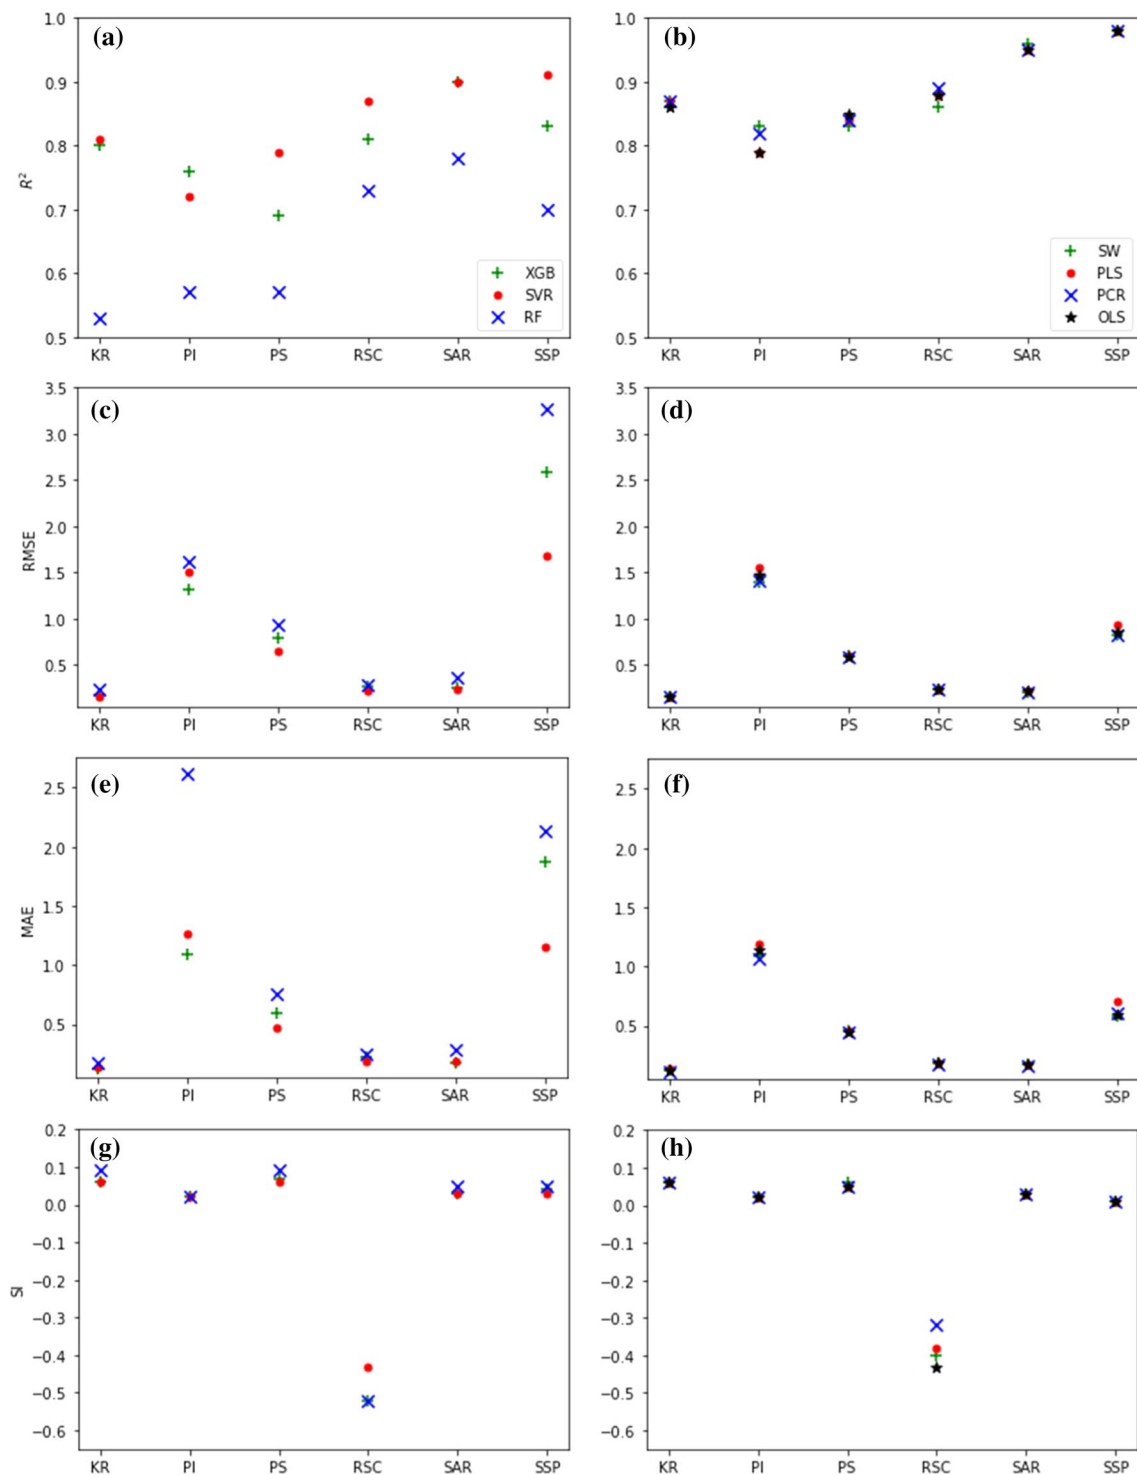 (a)
1.0
0.9
0.8
0.7
0.6
0.5
R²
XGB
SVR
RF
KR PI PS RSC SAR SSP
(b)
1.0
0.9
0.8
0.7
0.6
0.5
SW
PLS
PCR
OLS
KR PI PS RSC SAR SSP
(c)
3.5
3.0
2.5
2.0
1.5
1.0
0.5
RMSE
KR PI PS RSC SAR SSP
(d)
3.5
3.0
2.5
2.0
1.5
1.0
0.5
KR PI PS RSC SAR SSP
(e)
2.5
2.0
1.5
1.0
0.5
MAE
KR PI PS RSC SAR SSP
(f)
2.5
2.0
1.5
1.0
0.5
KR PI PS RSC SAR SSP
(g)
0.2
0.1
0.0
−0.1
−0.2
−0.3
−0.4
−0.5
−0.6
SI
KR PI PS RSC SAR SSP
(h)
0.2
0.1
0.0
−0.1
−0.2
−0.3
−0.4
−0.5
−0.6
KR PI PS RSC SAR SSP